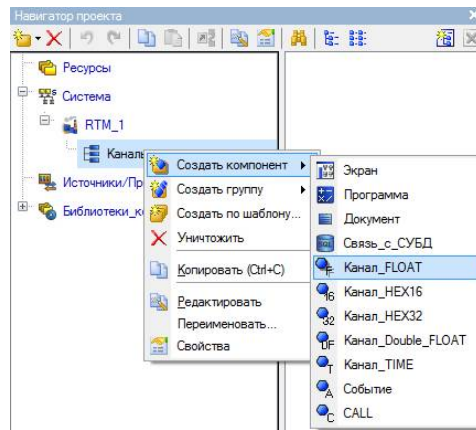 Навигатор проекта
Ресурсы
Система
RTM_1
Каналы
Источники/Пр
Библиотеки_к
Создать компонент
Создать группу
Создать по шаблону...
Уничтожить
Копировать (Ctrl+C)
Редактировать
Переименовать...
Свойства
Экран
Программа
Документ
Связь_с_СУБД
Канал_FLOAT
Канал_HEX16
Канал_HEX32
Канал_Double_FLOAT
Канал_TIME
Событие
CALL